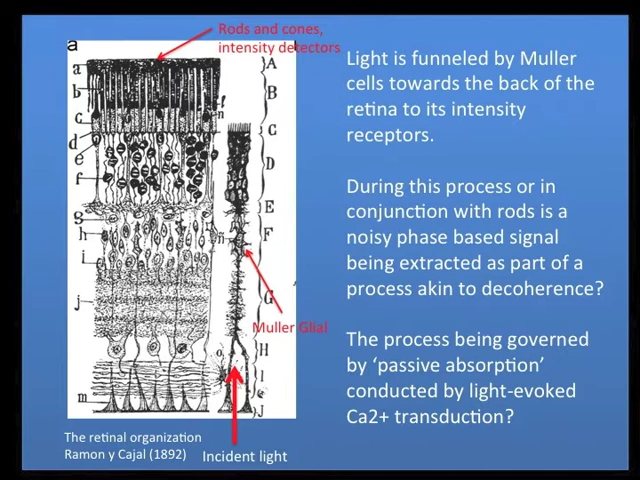 a
Rods and cones,
intensity detectors
a
b
c
d
e
f
g
h
i
j
m
n
A
B
C
D
E
F
G
H
I
J
Muller Glial
The retinal organization
Ramon y Cajal (1892)
Incident light
Light is funneled by Muller
cells towards the back of the
retina to its intensity
receptors.
During this process or in
conjunction with rods is a
noisy phase based signal
being extracted as part of a
process akin to decoherence?
The process being governed
by ‘passive absorption’
conducted by light-evoked
Ca2+ transduction?